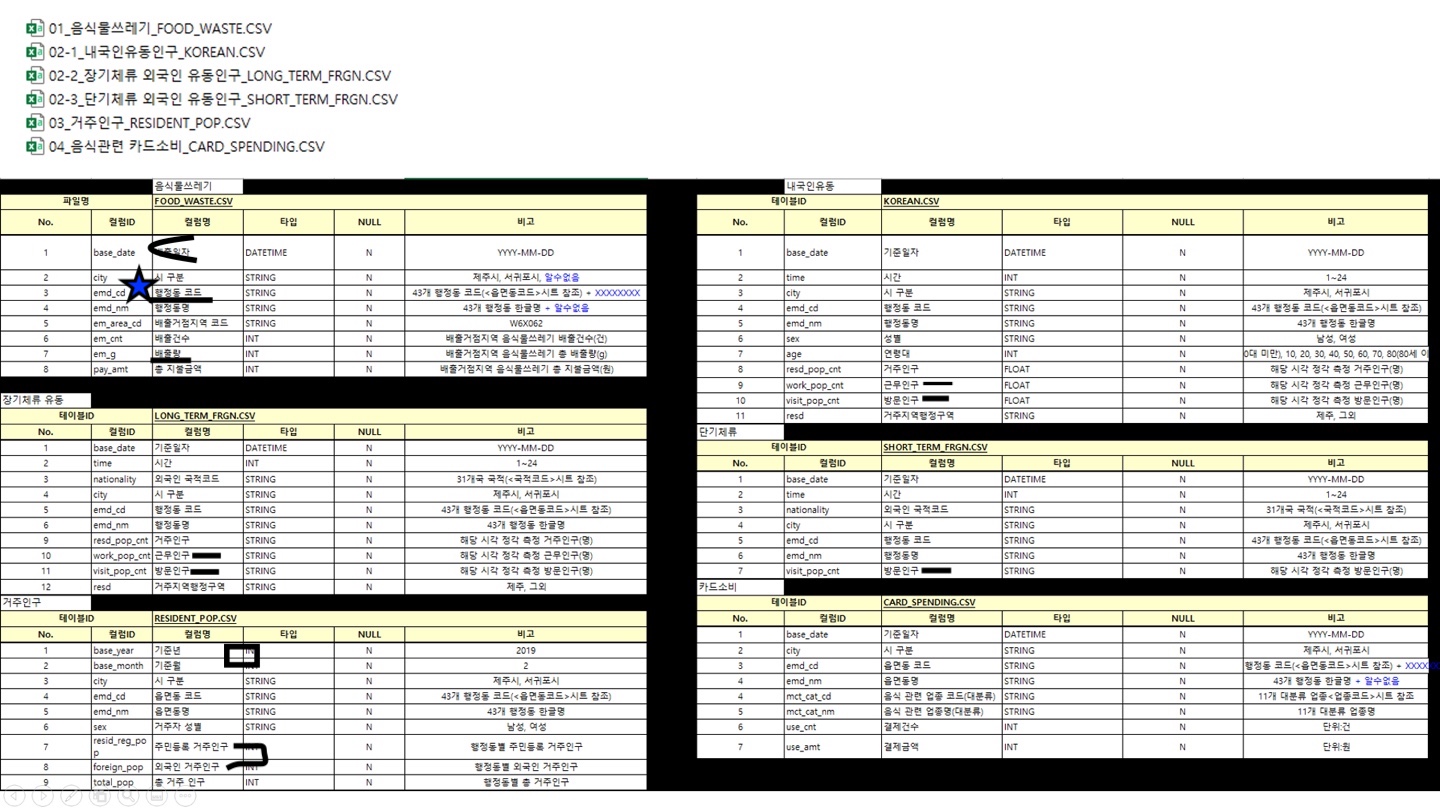 01_음식물쓰레기_FOOD_WASTE.CSV
02-1_내국인유동인구_KOREAN.CSV
02-2_장기체류 외국인 유동인구_LONG_TERM_FRGN.CSV
02-3_단기체류 외국인 유동인구_SHORT_TERM_FRGN.CSV
03_거주인구_RESIDENT_POP.CSV
04_음식관련 카드소비_CARD_SPENDING.CSV
음식물쓰레기
파일명 FOOD_WASTE.CSV
No. 컬럼ID 컬럼명 타입 NULL 비고
1 base_date DATETIME N YYYY-MM-DD
2 city 시 구분 STRING N 제주시, 서귀포시, 알수없음
3 emd_cd 행정동 코드 STRING N 43개 행정동 코드(<읍면동코드>시트 참조) + XXXXXXXX
4 emd_nm 행정동명 STRING N 43개 행정동 한글명 + 알수없음
5 em_area_cd 배출거점지역 코드 STRING N W6X062
6 em_cnt 배출건수 INT N 배출거점지역 음식물쓰레기 배출건수(건)
7 em_g 배출량 INT N 배출거점지역 음식물쓰레기 총 배출량(g)
8 pay_amt 총 지불금액 INT N 배출거점지역 음식물쓰레기 총 지불금액(원)
장기체류 유동
테이블ID LONG_TERM_FRGN.CSV
No. 컬럼ID 컬럼명 타입 NULL 비고
1 base_date 기준일자 DATETIME N YYYY-MM-DD
2 time 시간 INT N 1~24
3 nationality 외국인 국적코드 STRING N 31개국 국적(<국적코드>시트 참조)
4 city 시 구분 STRING N 제주시, 서귀포시
5 emd_cd 행정동 코드 STRING N 43개 행정동 코드(<읍면동코드>시트 참조)
6 emd_nm 행정동명 STRING N 43개 행정동 한글명
9 resd_pop_cnt 거주인구 STRING N 해당 시각 정각 측정 거주인구(명)
10 work_pop_cnt 근무인구 STRING N 해당 시각 정각 측정 근무인구(명)
11 visit_pop_cnt 방문인구 STRING N 해당 시각 정각 측정 방문인구(명)
12 resd 거주지역행정구역 STRING N 제주, 그외
거주인구
테이블ID RESIDENT_POP.CSV
No. 컬럼ID 컬럼명 타입 NULL 비고
1 base_year 기준년 N 2019
2 base_month 기준월 N 2
3 city 시 구분 STRING N 제주시, 서귀포시
4 emd_cd 읍면동 코드 STRING N 43개 행정동 코드(<읍면동코드>시트 참조)
5 emd_nm 읍면동명 STRING N 43개 행정동 한글명
6 sex 거주자 성별 STRING N 남성, 여성
7 resid_reg_po
p 주민등록 거주인구 N 행정동별 주민등록 거주인구
8 foreign_pop 외국인 거주인구 INT N 행정동별 외국인 거주인구
9 total_pop 총 거주 인구 INT N 행정동별 총 거주인구
내국인유동
테이블ID KOREAN.CSV
No. 컬럼ID 컬럼명 타입 NULL 비고
1 base_date 기준일자 DATETIME N YYYY-MM-DD
2 time 시간 INT N 1~24
3 city 시 구분 STRING N 제주시, 서귀포시
4 emd_cd 행정동 코드 STRING N 43개 행정동 코드(<읍면동코드>시트 참조)
5 emd_nm 행정동명 STRING N 43개 행정동 한글명
6 sex 성별 STRING N 남성, 여성
7 age 연령대 INT N 0대 미만), 10, 20, 30, 40, 50, 60, 70, 80(80세 이
8 resd_pop_cnt 거주인구 FLOAT N 해당 시각 정각 측정 거주인구(명)
9 work_pop_cnt 근무인구 FLOAT N 해당 시각 정각 측정 근무인구(명)
10 visit_pop_cnt 방문인구 FLOAT N 해당 시각 정각 측정 방문인구(명)
11 resd 거주지역행정구역 STRING N 제주, 그외
단기체류
테이블ID SHORT_TERM_FRGN.CSV
No. 컬럼ID 컬럼명 타입 NULL 비고
1 base_date 기준일자 DATETIME N YYYY-MM-DD
2 time 시간 INT N 1~24
3 nationality 외국인 국적코드 STRING N 31개국 국적(<국적코드>시트 참조)
4 city 시 구분 STRING N 제주시, 서귀포시
5 emd_cd 행정동 코드 STRING N 43개 행정동 코드(<읍면동코드>시트 참조)
6 emd_nm 행정동명 STRING N 43개 행정동 한글명
7 visit_pop_cnt 방문인구 STRING N 해당 시각 정각 측정 방문인구(명)
카드소비
테이블ID CARD_SPENDING.CSV
No. 컬럼ID 컬럼명 타입 NULL 비고
1 base_date 기준일자 DATETIME N YYYY-MM-DD
2 city 시 구분 STRING N 제주시, 서귀포시
3 emd_cd 읍면동 코드 STRING N 행정동 코드(<읍면동코드>시트 참조) + XXXX
4 emd_nm 읍면동명 STRING N 43개 행정동 한글명 + 알수없음
4 mct_cat_cd 음식 관련 업종 코드(대분류) STRING N 11개 대분류 업종<업종코드>시트 참조
5 mct_cat_nm 음식 관련 업종명(대분류) STRING N 11개 대분류 업종명
6 use_cnt 결제건수 INT N 단위:건
7 use_amt 결제금액 INT N 단위:원